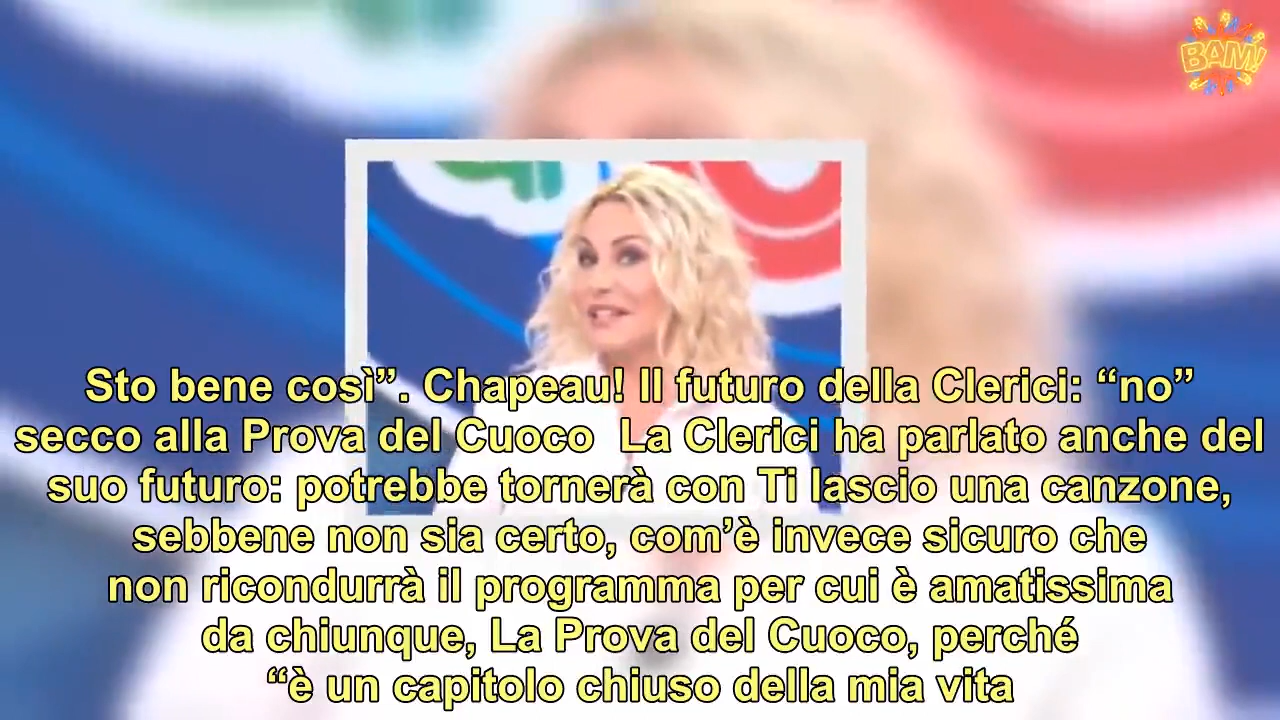 BAM!
Sto bene così”. Chapeau! Il futuro della Clerici: “no”
secco alla Prova del Cuoco  La Clerici ha parlato anche del
suo futuro: potrebbe tornerà con Ti lascio una canzone,
sebbene non sia certo, com’è invece sicuro che
non ricondurrà il programma per cui è amatissima
da chiunque, La Prova del Cuoco, perché
“è un capitolo chiuso della mia vita